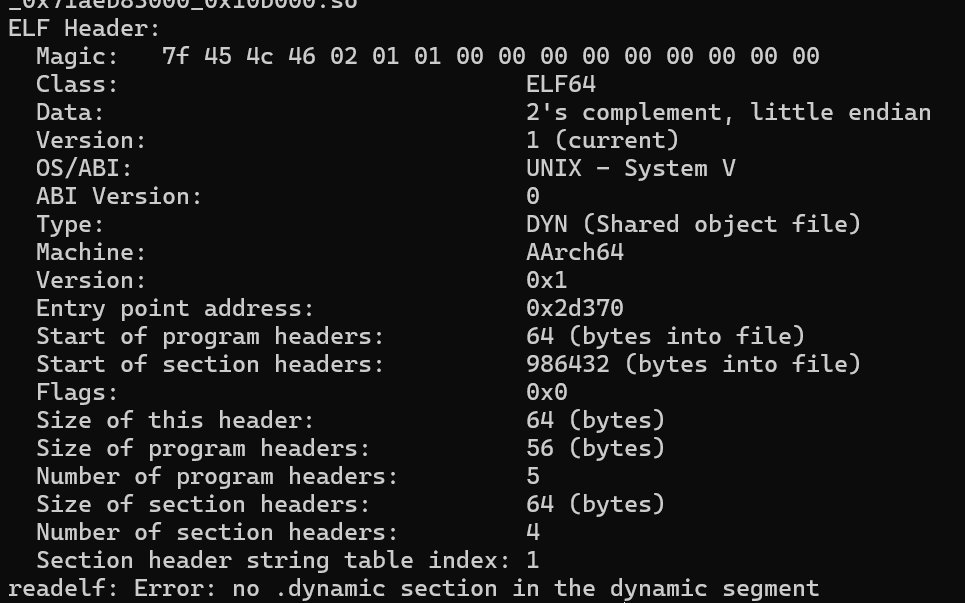 _0x71aeb83000_0x10b000.so
ELF Header:
  Magic:   7f 45 4c 46 02 01 01 00 00 00 00 00 00 00 00 00
  Class:                             ELF64
  Data:                              2's complement, little endian
  Version:                           1 (current)
  OS/ABI:                            UNIX - System V
  ABI Version:                       0
  Type:                              DYN (Shared object file)
  Machine:                           AArch64
  Version:                           0x1
  Entry point address:               0x2d370
  Start of program headers:          64 (bytes into file)
  Start of section headers:          986432 (bytes into file)
  Flags:                             0x0
  Size of this header:               64 (bytes)
  Size of program headers:           56 (bytes)
  Number of program headers:         5
  Size of section headers:           64 (bytes)
  Number of section headers:         4
  Section header string table index: 1
readelf: Error: no .dynamic section in the dynamic segment